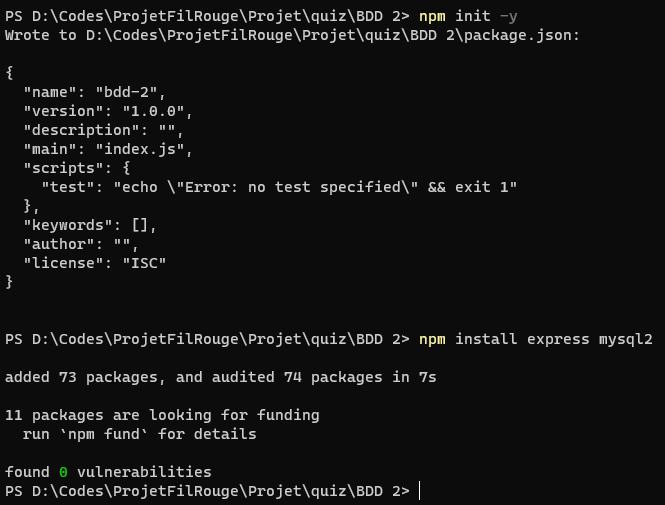 PS D:\Codes\ProjetFilRouge\Projet\quiz\BDD 2> npm init -y
Wrote to D:\Codes\ProjetFilRouge\Projet\quiz\BDD 2\package.json:

{
  "name": "bdd-2",
  "version": "1.0.0",
  "description": "",
  "main": "index.js",
  "scripts": {
    "test": "echo \"Error: no test specified\" && exit 1"
  },
  "keywords": [],
  "author": "",
  "license": "ISC"
}

PS D:\Codes\ProjetFilRouge\Projet\quiz\BDD 2> npm install express mysql2

added 73 packages, and audited 74 packages in 7s

11 packages are looking for funding
  run `npm fund` for details

found 0 vulnerabilities
PS D:\Codes\ProjetFilRouge\Projet\quiz\BDD 2>